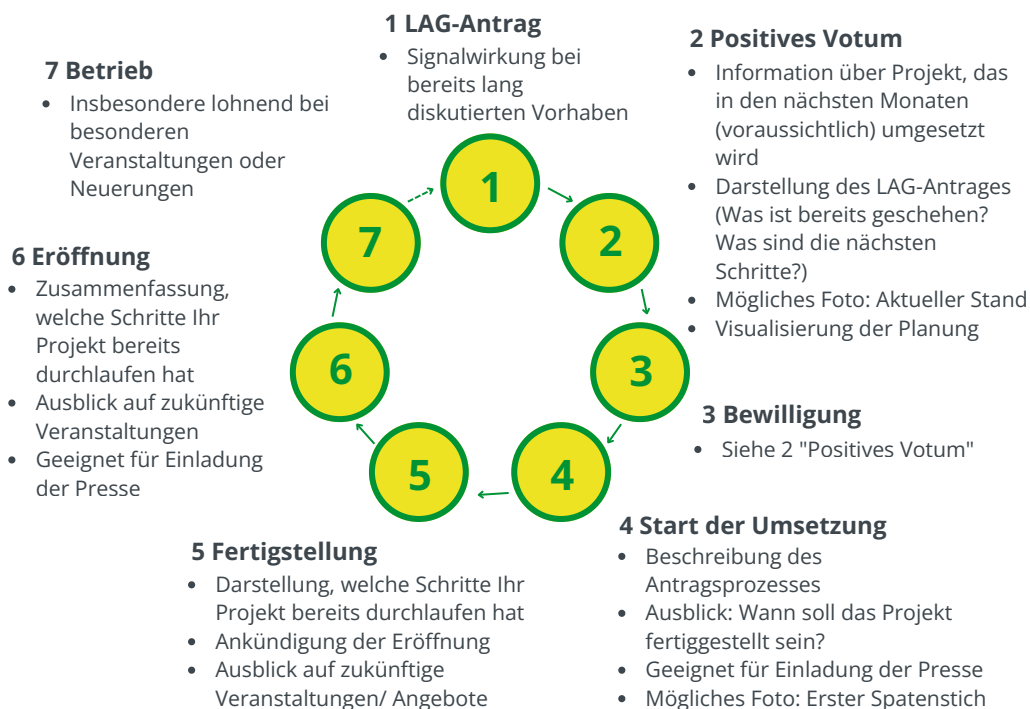 1 LAG-Antrag
• Signalwirkung bei
bereits lang
diskutierten Vorhaben
2 Positives Votum
• Information über Projekt, das
in den nächsten Monaten
(voraussichtlich) umgesetzt
wird
• Darstellung des LAG-Antrages
(Was ist bereits geschehen?
Was sind die nächsten
Schritte?)
• Mögliches Foto: Aktueller Stand
• Visualisierung der Planung
3 Bewilligung
• Siehe 2 "Positives Votum"
4 Start der Umsetzung
• Beschreibung des
Antragsprozesses
• Ausblick: Wann soll das Projekt
fertiggestellt sein?
• Geeignet für Einladung der Presse
• Mögliches Foto: Erster Spatenstich
5 Fertigstellung
• Darstellung, welche Schritte Ihr
Projekt bereits durchlaufen hat
• Ankündigung der Eröffnung
• Ausblick auf zukünftige
Veranstaltungen/ Angebote
6 Eröffnung
• Zusammenfassung,
welche Schritte Ihr
Projekt bereits
durchlaufen hat
• Ausblick auf zukünftige
Veranstaltungen
• Geeignet für Einladung
der Presse
7 Betrieb
• Insbesondere lohnend bei
besonderen
Veranstaltungen oder
Neuerungen
1
2
3
4
5
6
7